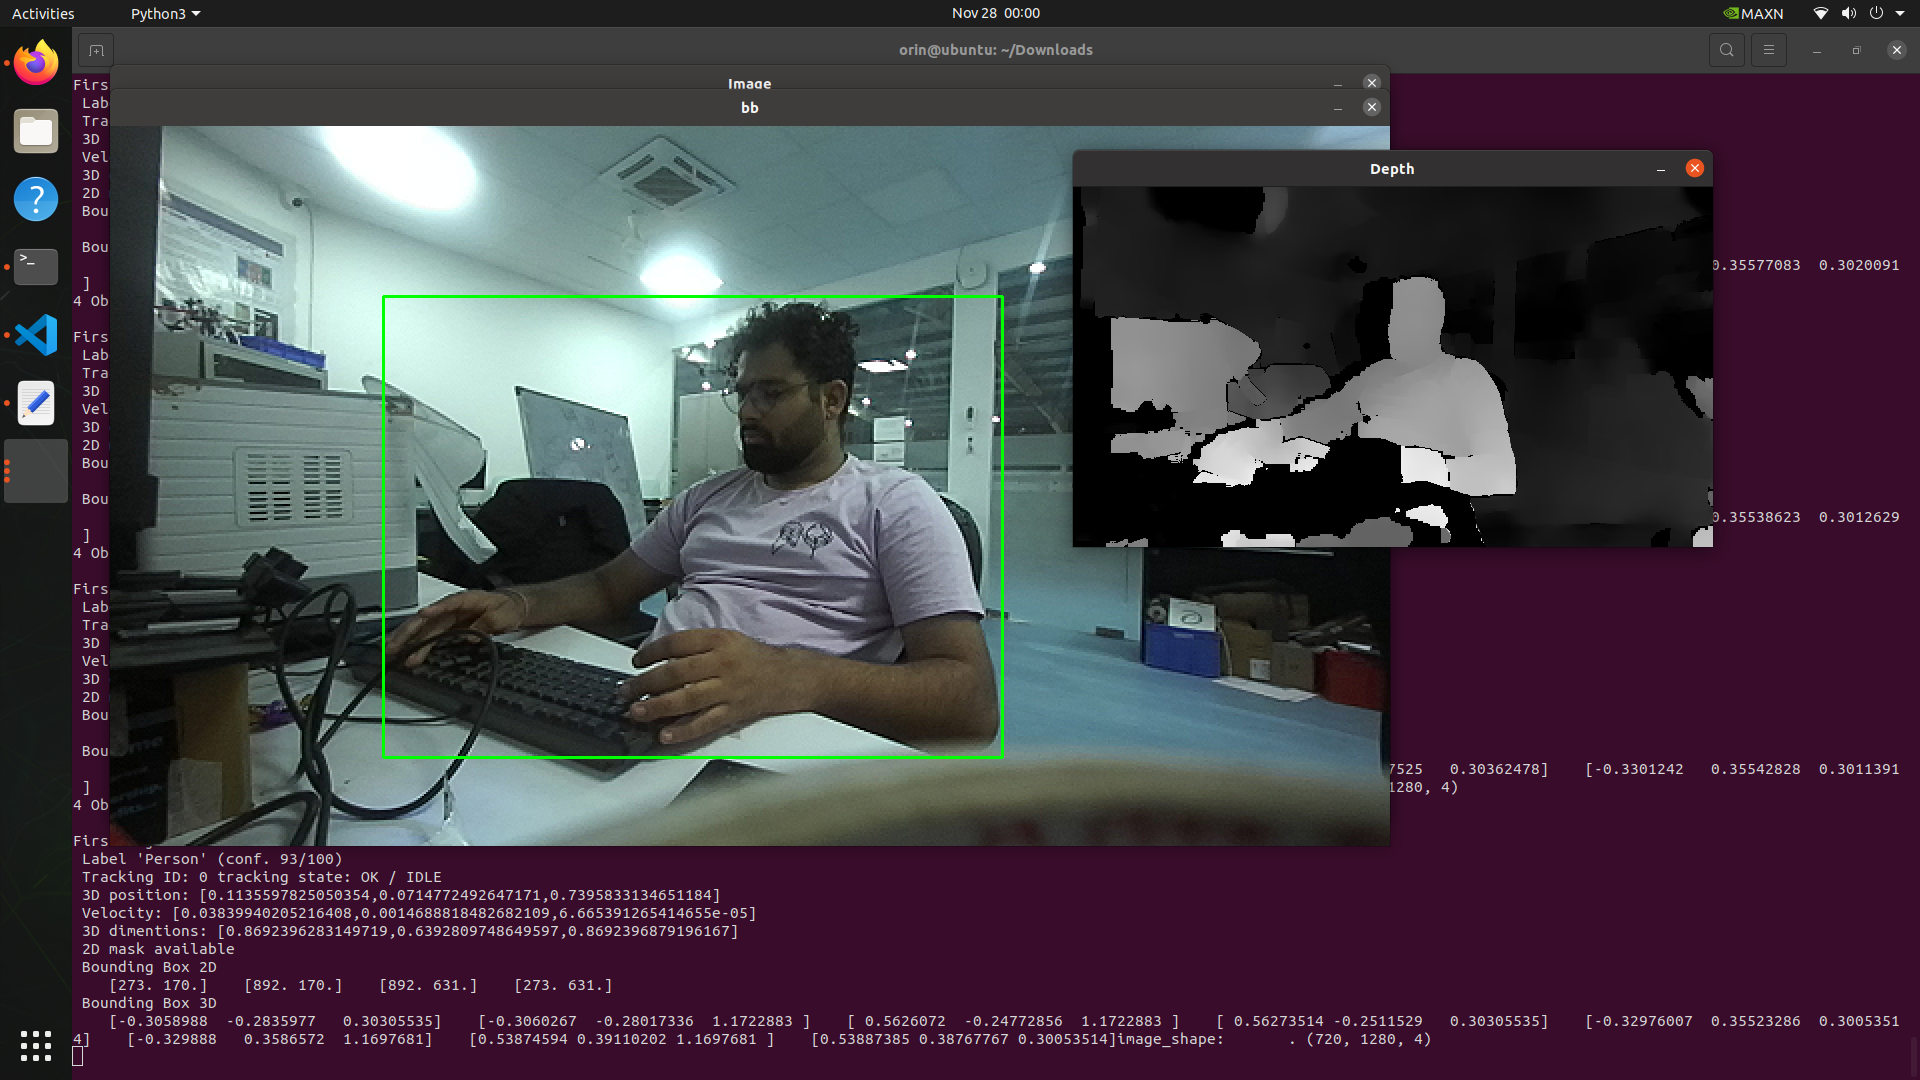 Activities
Python3
Nov 28 00:00
MAXN
orin@ubuntu: ~/Downloads
Image
bb
Depth
Firs
Lab
Tra
3D
Vel
3D
2D
Bou
Bou
0.35577083 0.3020091
]
4 Ob
Firs
Lab
Tra
3D
Vel
3D
2D
Bou
Bou
0.35538623 0.3012629
]
4 Ob
Firs
Lab
Tra
3D
Vel
3D
2D
Bou
Bou
7525 0.30362478] [-0.3301242 0.35542828 0.3011391
] 1280, 4)
4 Ob
Firs
Label 'Person' (conf. 93/100)
Tracking ID: 0 tracking state: OK / IDLE
3D position: [0.1135597825050354,0.0714772492647171,0.7395833134651184]
Velocity: [0.03839940205216408,0.0014688818482682109,6.665391265414655e-05]
3D dimentions: [0.8692396283149719,0.6392809748649597,0.8692396879196167]
2D mask available
Bounding Box 2D
[273. 170.] [892. 170.] [892. 631.] [273. 631.]
Bounding Box 3D
[-0.3058988 -0.2835977 0.30305535] [-0.3060267 -0.28017336 1.1722883 ] [ 0.5626072 -0.24772856 1.1722883 ] [ 0.56273514 -0.2511529 0.30305535] [-0.32976007 0.35523286 0.3005351
4] [-0.329888 0.3586572 1.1697681] [0.53874594 0.39110202 1.1697681 ] [0.53887385 0.38767767 0.30053514]image_shape: . (720, 1280, 4)